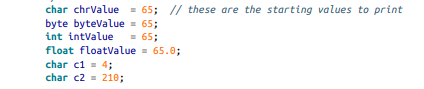 char chrValue  = 65;  // these are the starting values to print
byte byteValue = 65;
int intValue   = 65;
float floatValue = 65.0;
char c1 = 4;
char c2 = 210;